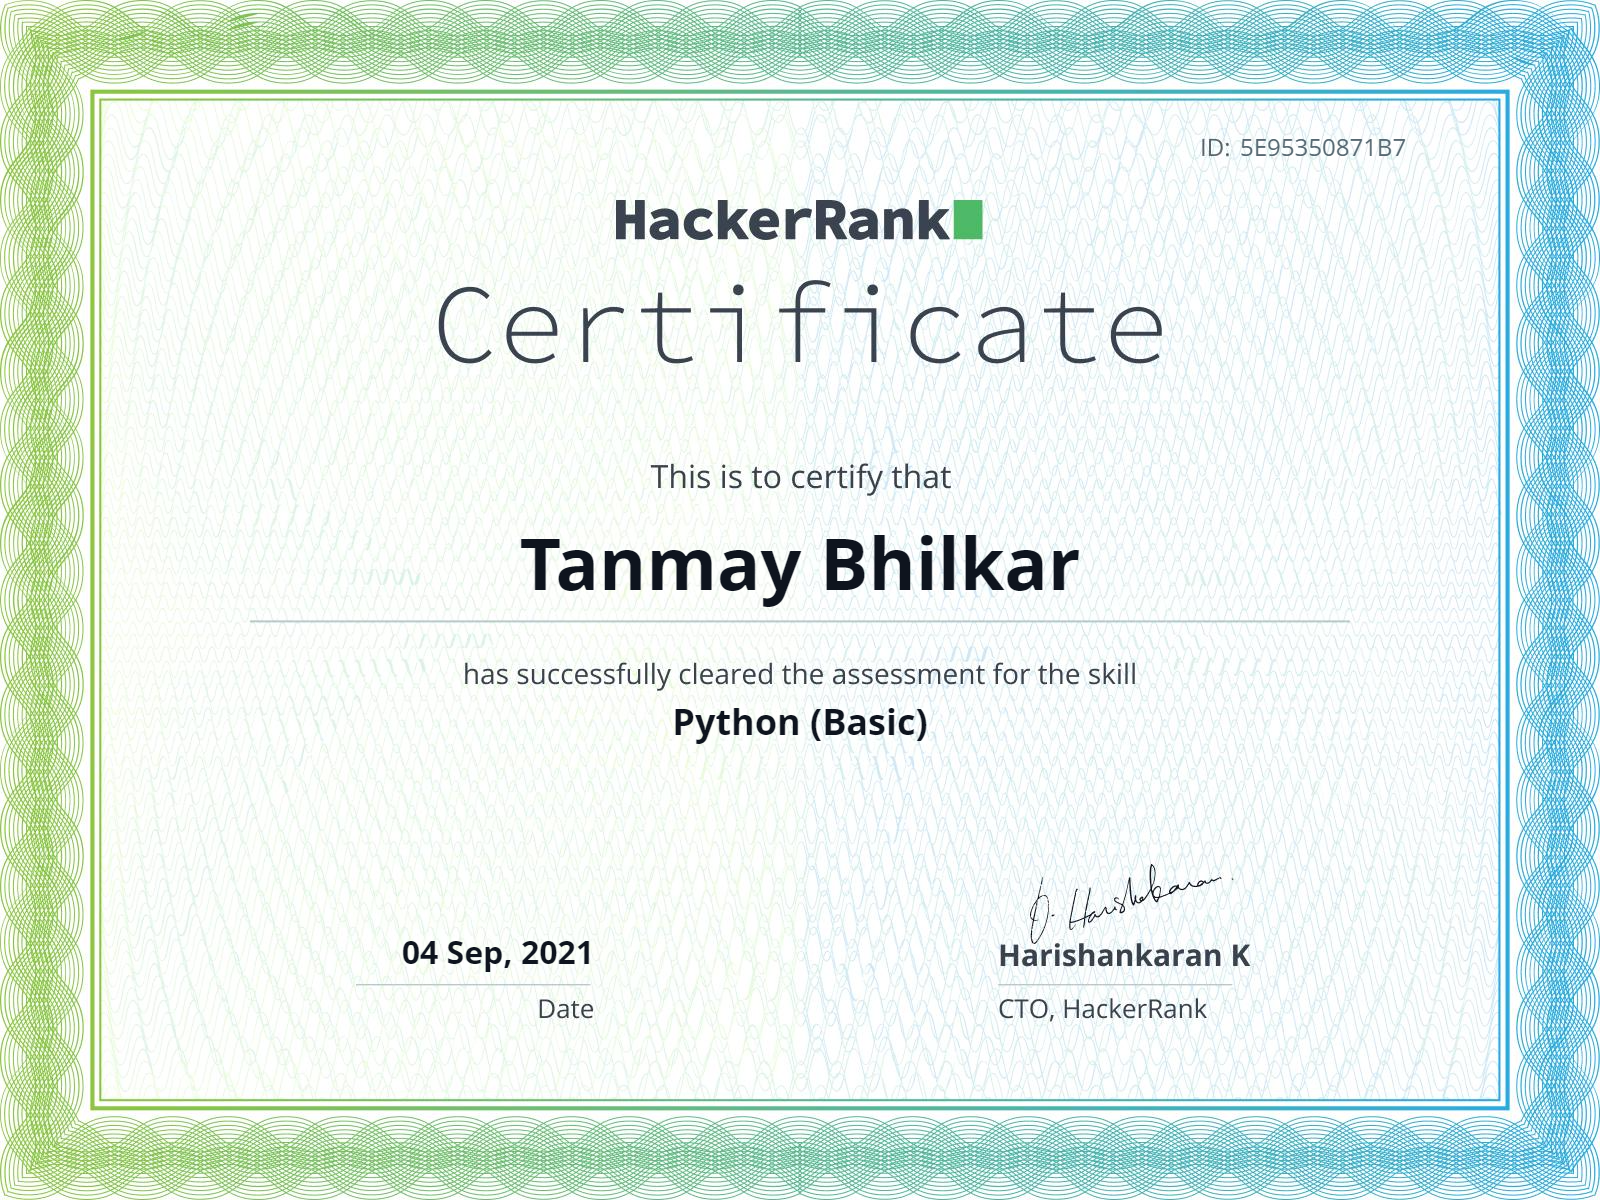 ID: 5E95350871B7
HackerRank
Certificate
This is to certify that
Tanmay Bhilkar
has successfully cleared the assessment for the skill
Python (Basic)
04 Sep, 2021
Date
Harishankaran K
CTO, HackerRank